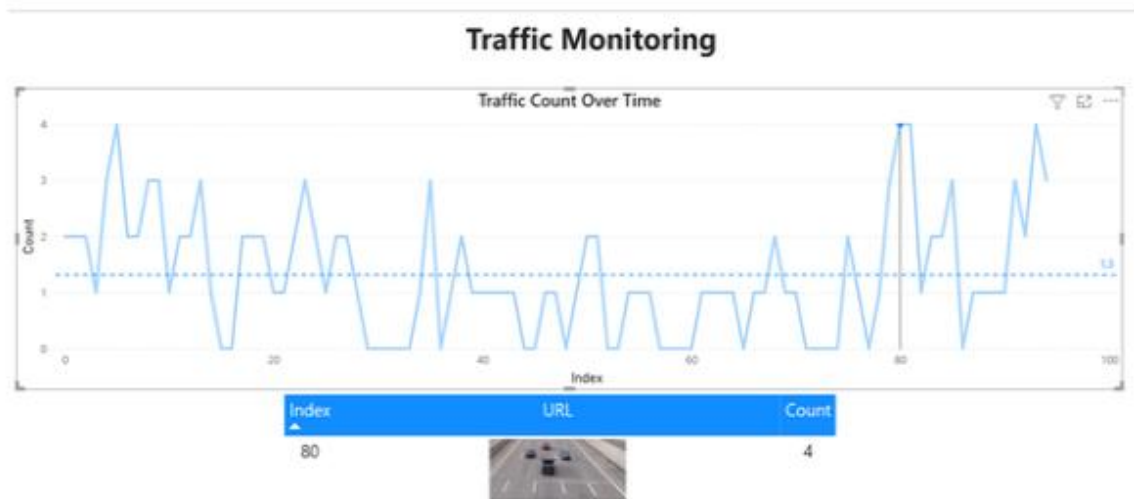 Traffic Monitoring
Traffic Count Over Time
4
3
2
1
0
Count
1.3
0 20 40 60 80 100
Index
Index URL Count
80 4